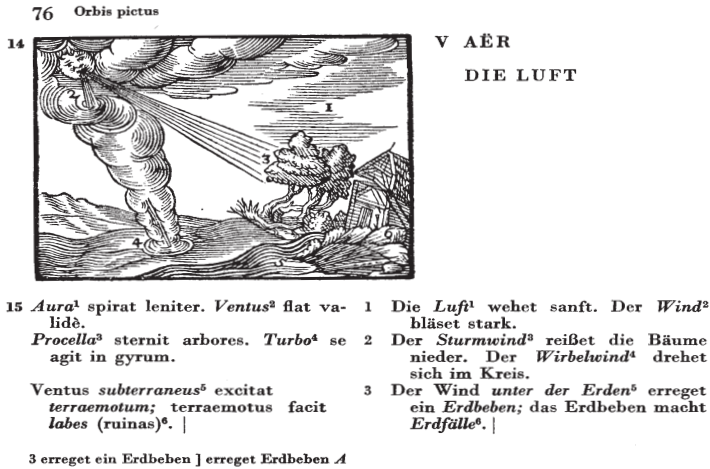 76 Orbis pictus
14
V AËR
DIE LUFT
1
2
3
4
5
6
15 Aura¹ spirat leniter. Ventus² flat va-
lidè.
Procella³ sternit arbores. Turbo⁴ se
agit in gyrum.
Ventus subterraneus⁵ excitat
terraemotum; terraemotus facit
labes (ruinas)⁶. |
1 Die Luft¹ wehet sanft. Der Wind²
bläset stark.
2 Der Sturmwind³ reißet die Bäume
nieder. Der Wirbelwind⁴ drehet
sich im Kreis.
3 Der Wind unter der Erden⁵ erreget
ein Erdbeben; das Erdbeben macht
Erdfälle⁶. |
3 erreget ein Erdbeben ] erreget Erdbeben A